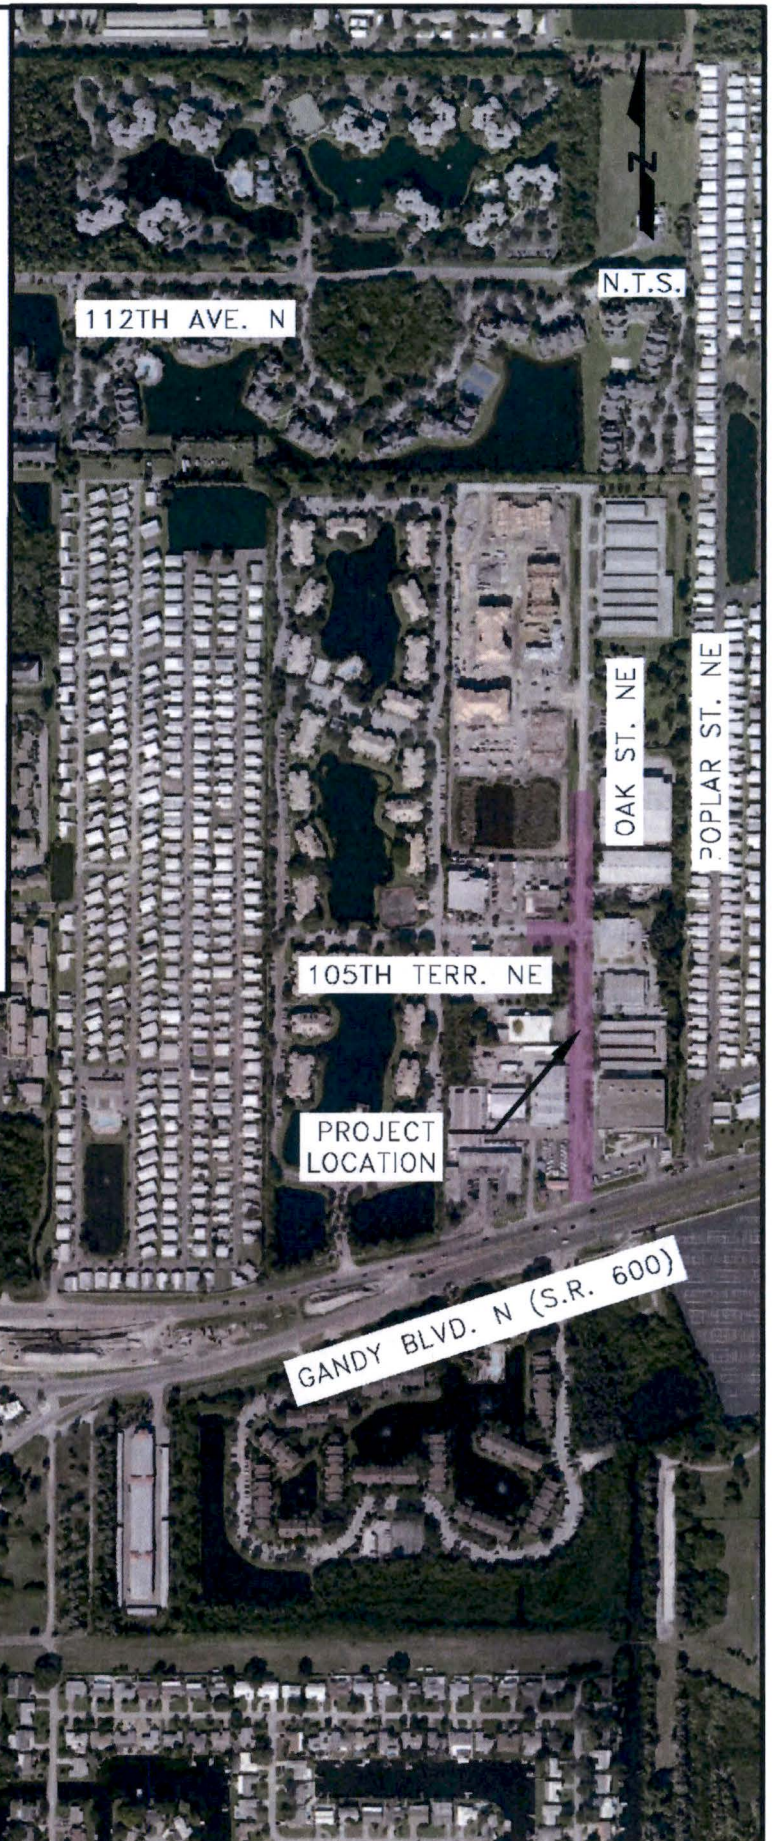 Z
N.T.S.
112TH AVE. N
OAK ST. NE
POPLAR ST. NE
105TH TERR. NE
PROJECT
LOCATION
GANDY BLVD. N (S.R. 600)